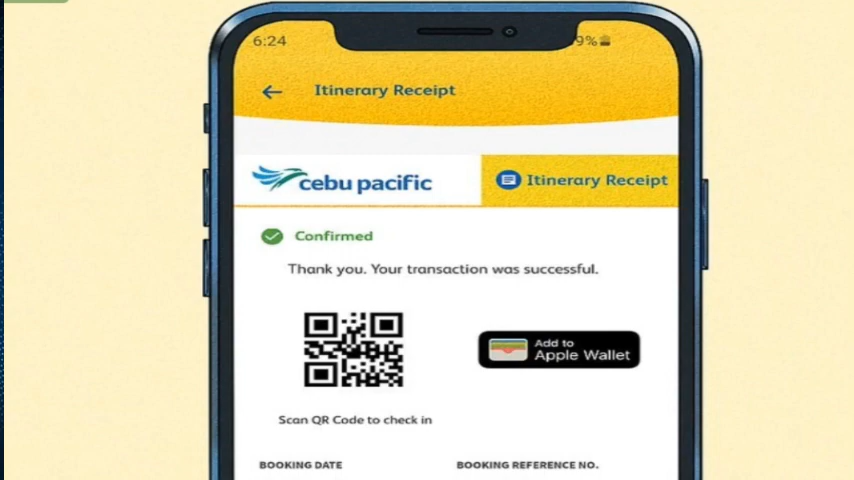 6:24
9%
Itinerary Receipt
cebu pacific
Itinerary Receipt
Confirmed
Thank you. Your transaction was successful.
Add to
Apple Wallet
Scan QR Code to check in
BOOKING DATE
BOOKING REFERENCE NO.